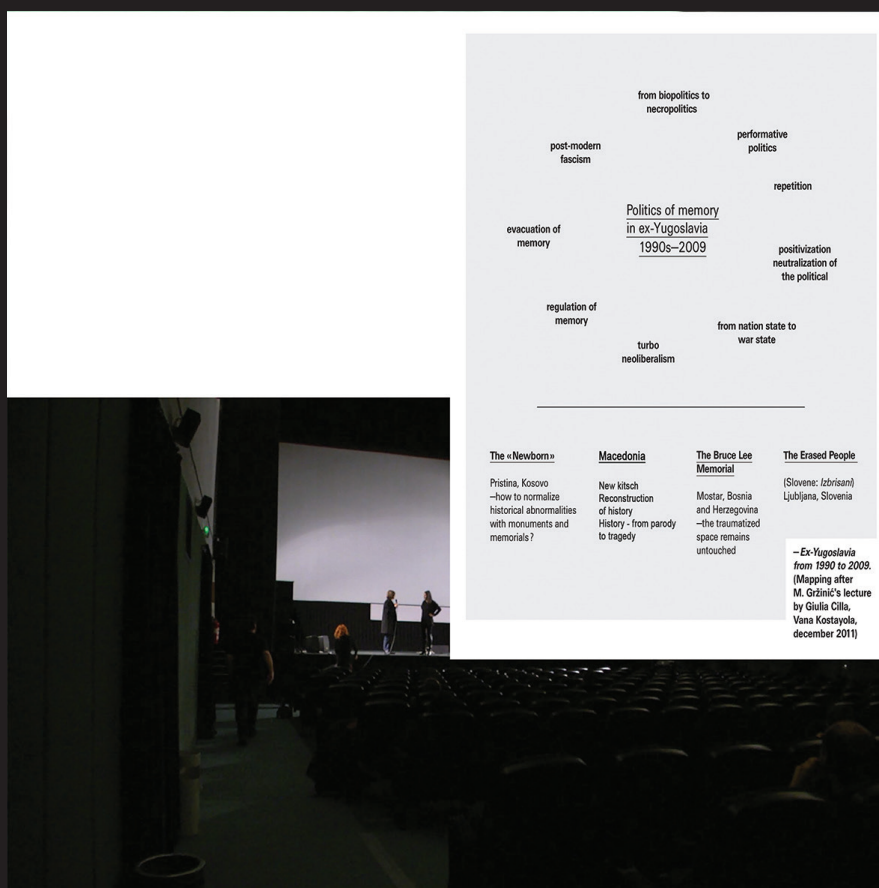 from biopolitics to
necropolitics
performative
politics
post-modern
fascism
repetition
Politics of memory
in ex-Yugoslavia
1990s—2009
evacuation of
memory
positivization
neutralization of
the political
regulation of
memory
from nation state to
war state
turbo
neoliberalism
The «Newborn»
Pristina, Kosovo
—how to normalize
historical abnormalities
with monuments and
memorials?
Macedonia
New kitsch
Reconstruction
of history
History - from parody
to tragedy
The Bruce Lee
Memorial
Mostar, Bosnia
and Herzegovina
—the traumatized
space remains
untouched
The Erased People
(Slovene: Izbrisani)
Ljubljana, Slovenia
—Ex-Yugoslavia
from 1990 to 2009.
(Mapping after
M. Gržinić's lecture
by Giulia Cilla,
Vana Kostayola,
december 2011)